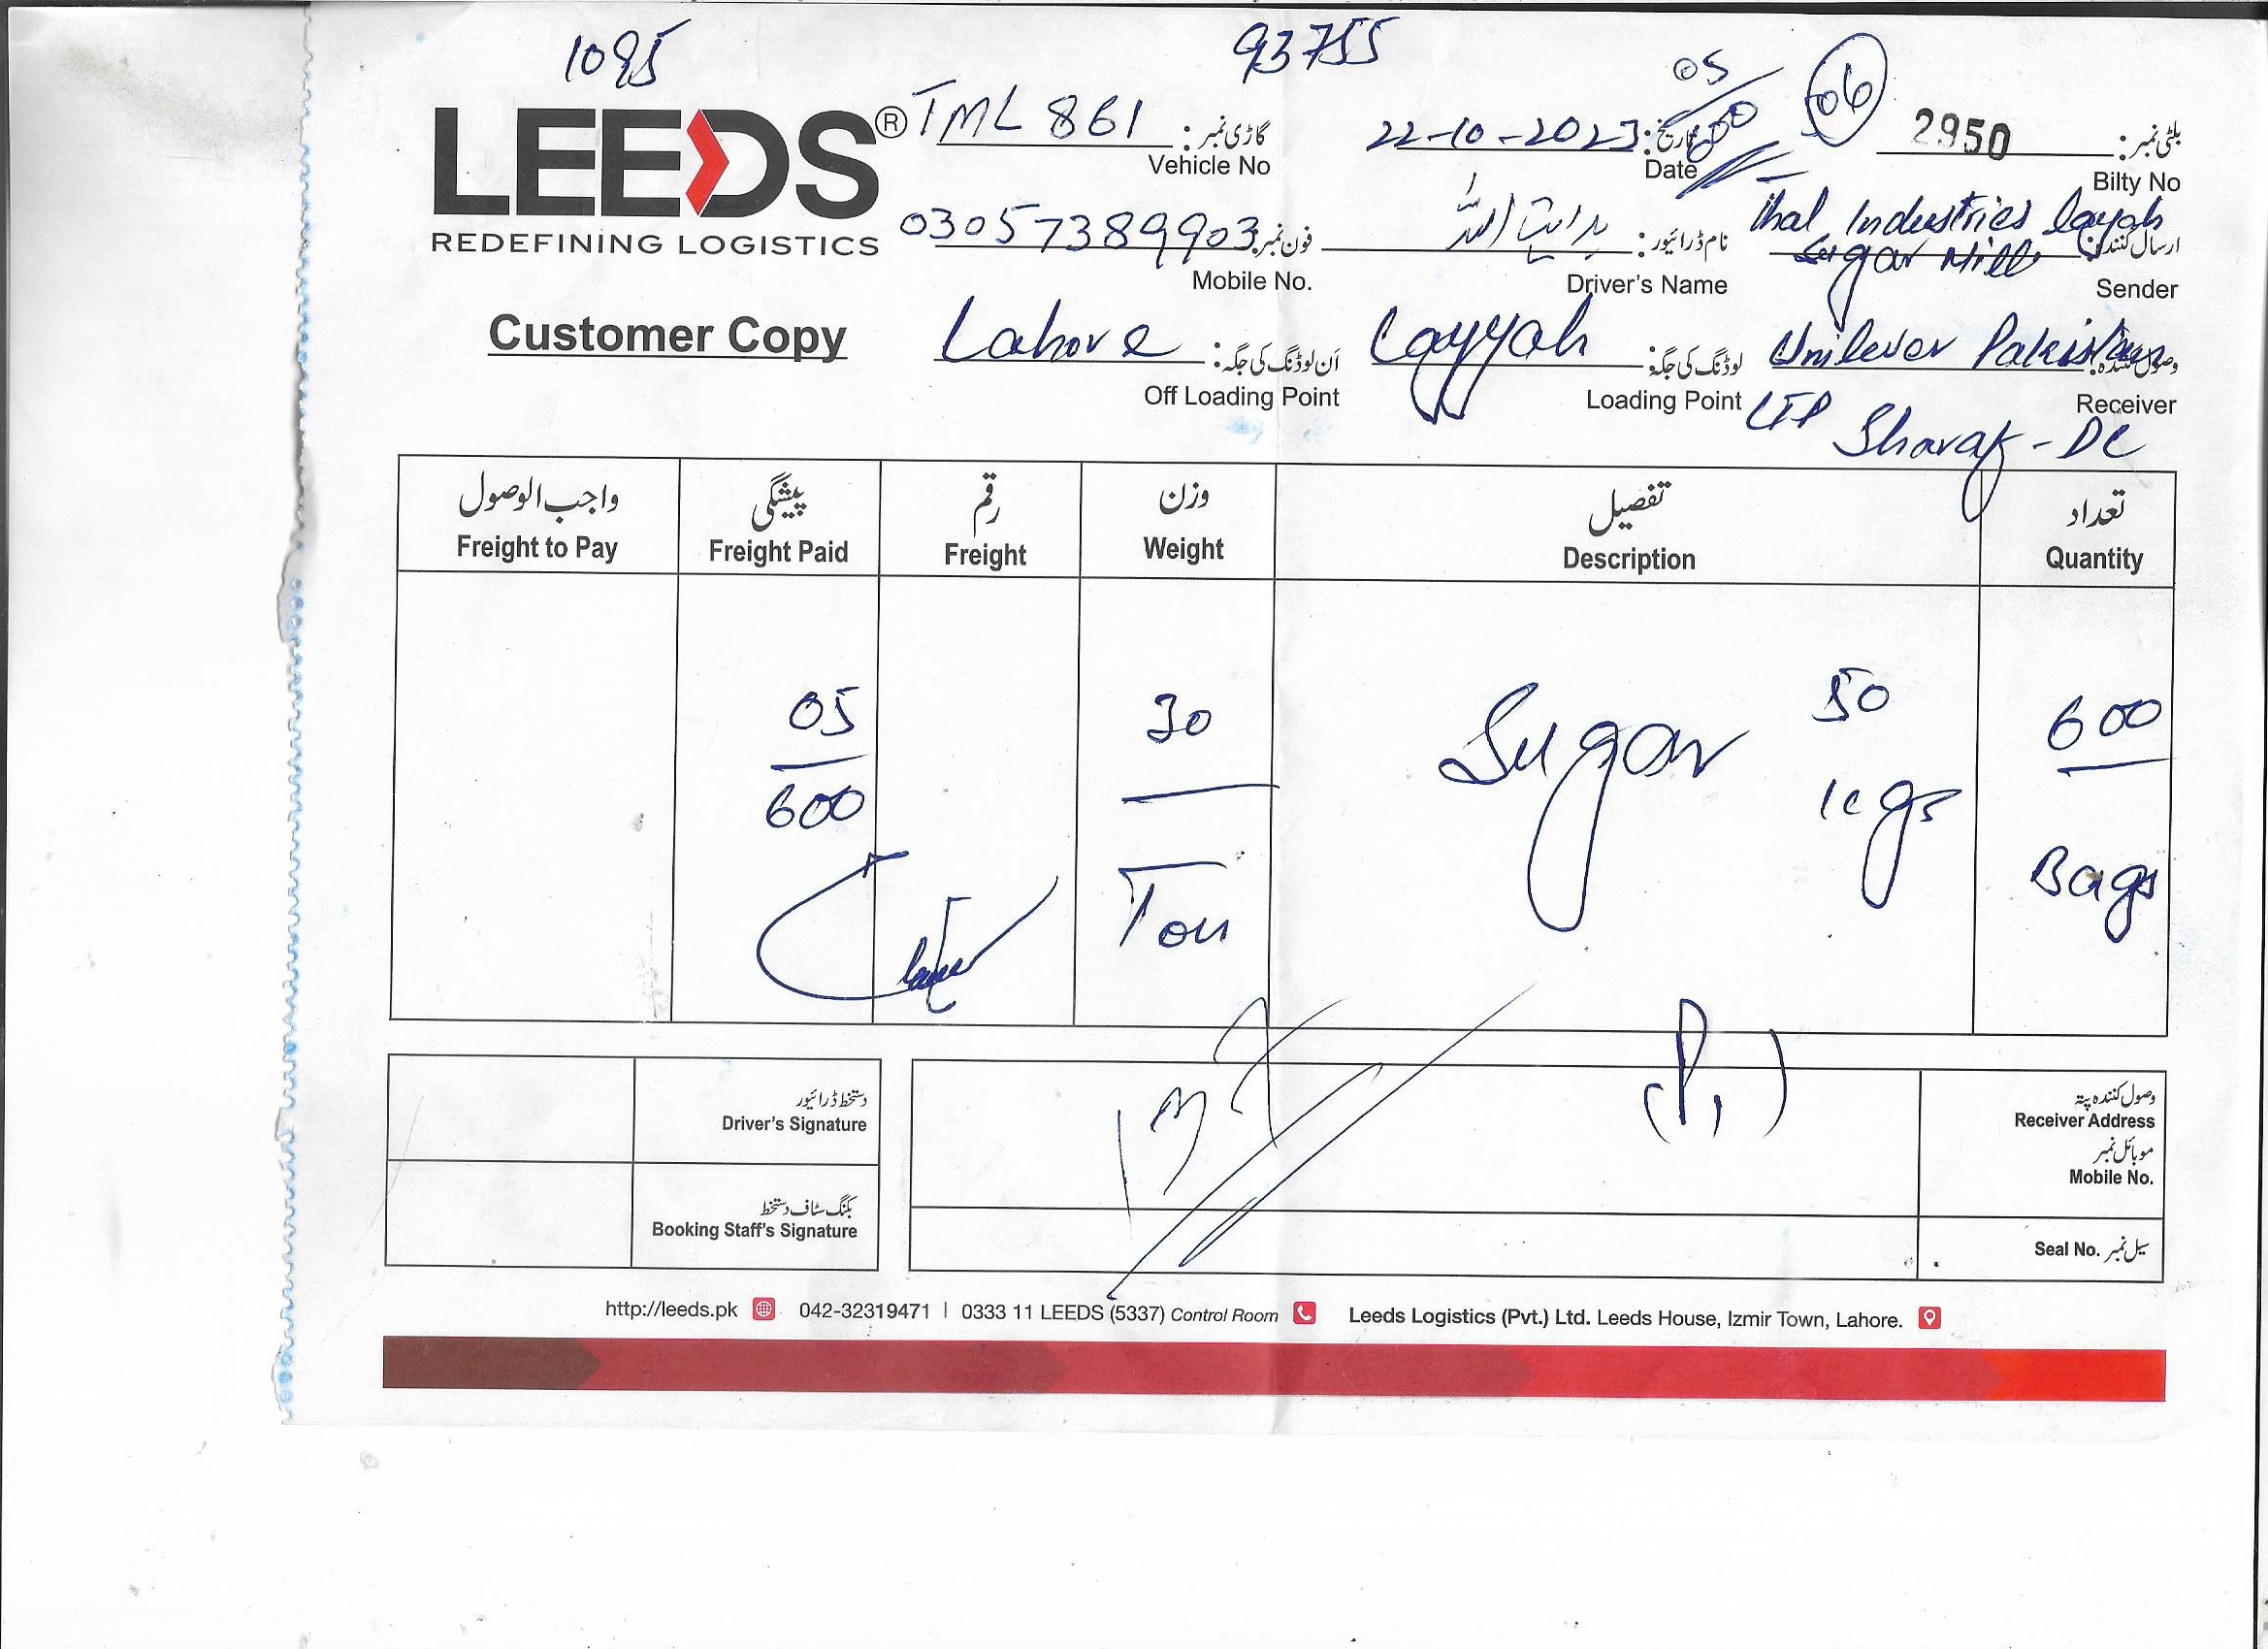 1095 93755
05
600
06
LEEDS®
REDEFINING LOGISTICS
Customer Copy
TML 861 گاڑی نمبر:
Vehicle No
22-10-2023 تاریخ:
Date
2950 بلٹی نمبر:
Bilty No
03057389903 فون نمبر:
Mobile No.
ہدایت اللہ نام ڈرائیور:
Driver's Name
Thal Industries layah
Sugar Mill ارسال کنندہ:
Sender
Lahore آن لوڈنگ کی جگہ:
Off Loading Point
Layyah لوڈنگ کی جگہ:
Loading Point
Unilever Pakistan وصول کنندہ:
Receiver
LTD Sharaf-DC
واجب الوصول پیشگی رقم وزن تفصیل تعداد
Freight to Pay Freight Paid Freight Weight Description Quantity
05 30 Sugar 50 600
600 Ton kgs Bags
دستخط ڈرائیور
Driver's Signature
بکنگ سٹاف دستخط
Booking Staff's Signature
وصول کنندہ پتہ
Receiver Address
موبائل نمبر
Mobile No.
Seal No. سیل نمبر
http://leeds.pk 042-32319471 | 0333 11 LEEDS (5337) Control Room Leeds Logistics (Pvt.) Ltd. Leeds House, Izmir Town, Lahore.